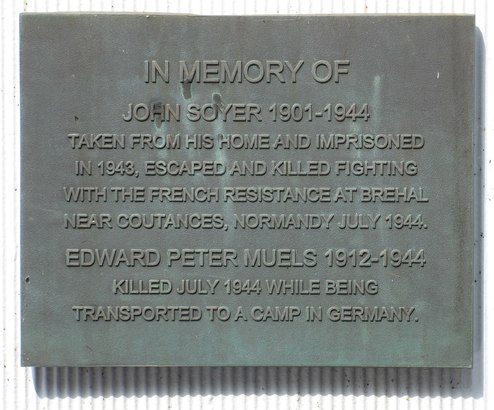 IN MEMORY OF
JOHN SOYER 1901-1944
TAKEN FROM HIS HOME AND IMPRISONED
IN 1943, ESCAPED AND KILLED FIGHTING
WITH THE FRENCH RESISTANCE AT BREHAL
NEAR COUTANCES, NORMANDY JULY 1944.
EDWARD PETER MUELS 1912-1944
KILLED JULY 1944 WHILE BEING
TRANSPORTED TO A CAMP IN GERMANY.